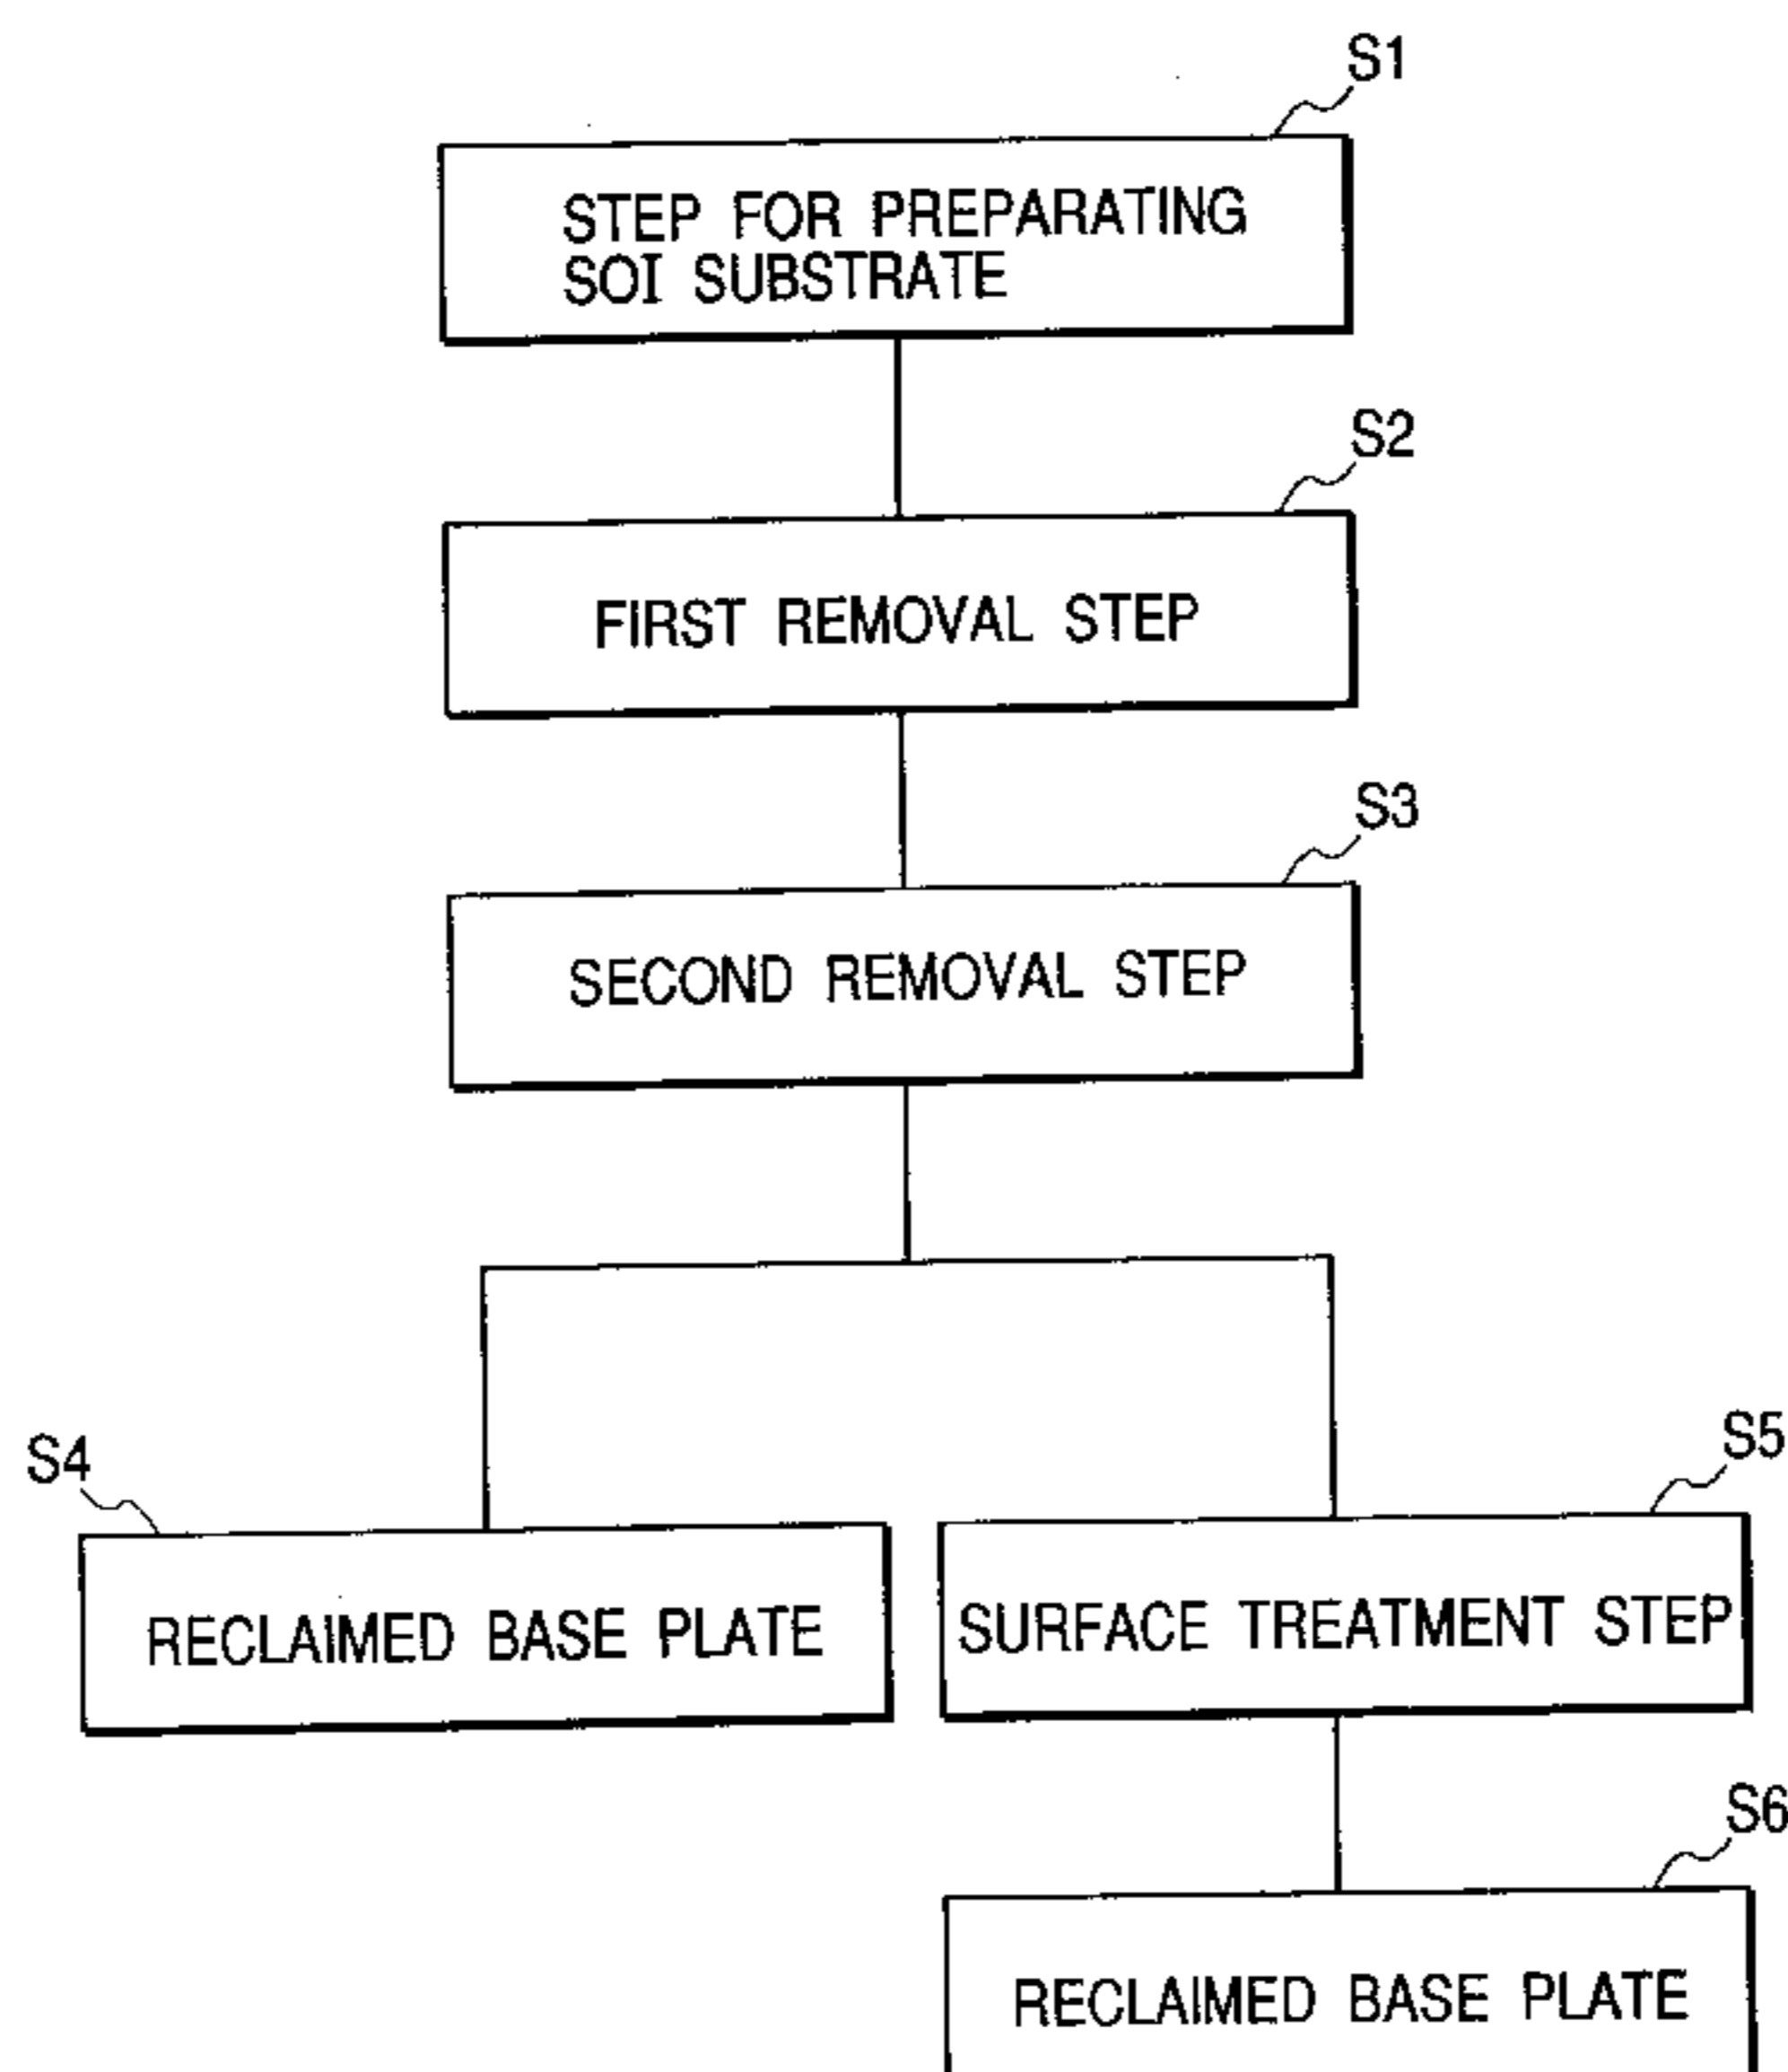 S1
STEP FOR PREPARATING
SOI SUBSTRATE
S2
FIRST REMOVAL STEP
S3
SECOND REMOVAL STEP
S4
RECLAIMED BASE PLATE
S5
SURFACE TREATMENT STEP
S6
RECLAIMED BASE PLATE